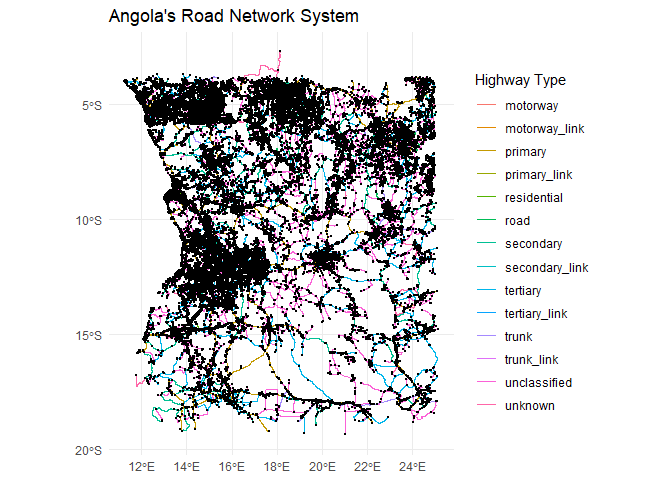 Angola's Road Network System
Highway Type
motorway
motorway_link
primary
primary_link
residential
road
secondary
secondary_link
tertiary
tertiary_link
trunk
trunk_link
unclassified
unknown
5°S
10°S
15°S
20°S
12°E 14°E 16°E 18°E 20°E 22°E 24°E